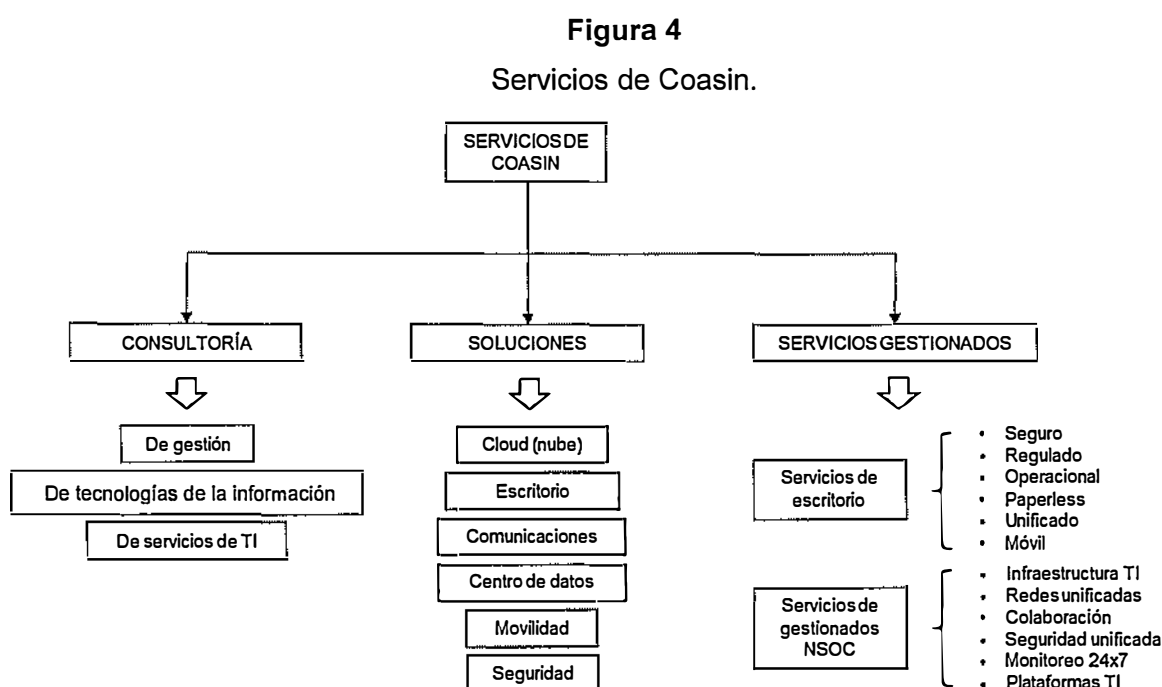 Figura 4
Servicios de Coasin.
SERVICIOS DE
COASIN
CONSULTORÍA
De gestión
De tecnologías de la información
De servicios de TI
SOLUCIONES
Cloud (nube)
Escritorio
Comunicaciones
Centro de datos
Movilidad
Seguridad
SERVICIOS GESTIONADOS
Servicios de
escritorio
• Seguro
• Regulado
• Operacional
• Paperless
• Unificado
• Móvil
Servicios de
gestionados
NSOC
• Infraestructura TI
• Redes unificadas
• Colaboración
• Seguridad unificada
• Monitoreo 24x7
• Plataformas TI